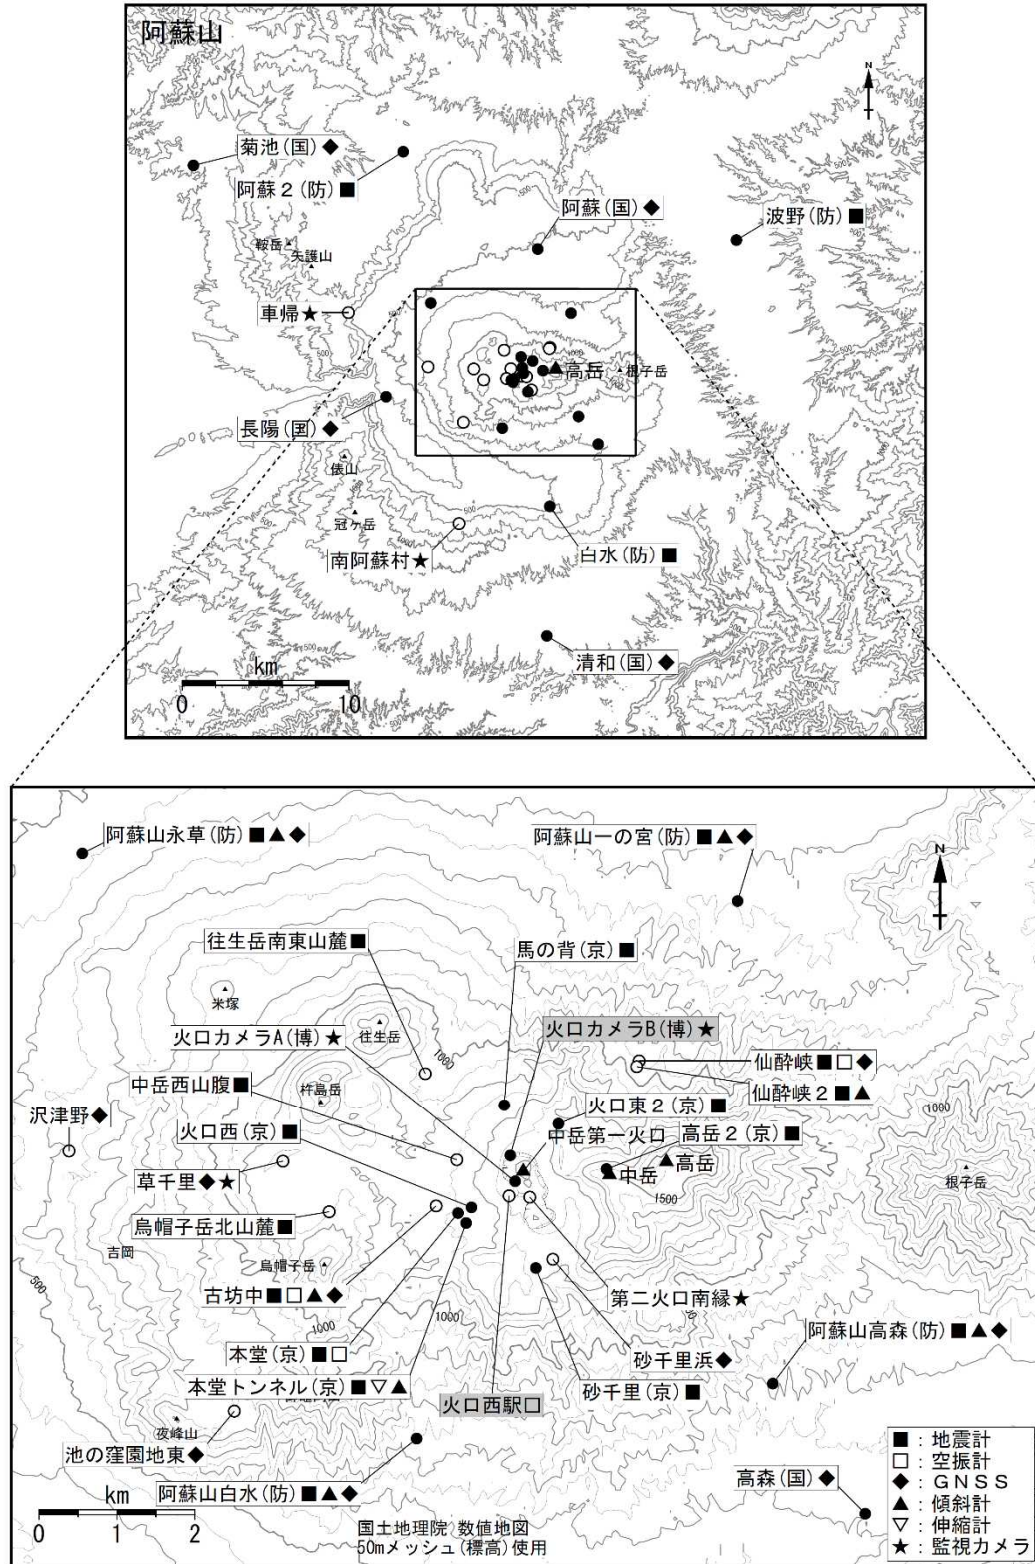 阿蘇山
N
菊池(国)◆
阿蘇2(防)■
阿蘇(国)◆
波野(防)■
鞍岳
矢護山
車帰★
高岳
根子岳
長陽(国)◆
俵山
冠ヶ岳
南阿蘇村★
白水(防)■
清和(国)◆
km
0 10
阿蘇山永草(防)■▲◆
阿蘇山一の宮(防)■▲◆
N
往生岳南東山麓■
馬の背(京)■
米塚
往生岳
火口カメラA(博)★
火口カメラB(博)★
1000
仙酔峡■□◆
中岳西山腹■
杵島岳
仙酔峡2■▲
沢津野◆
火口東2(京)■
1000
火口西(京)■
中岳第一火口
高岳2(京)■
草千里◆★
中岳
高岳
根子岳
1500
烏帽子岳北山麓■
吉岡
烏帽子岳
500
古坊中■□▲◆
第二火口南縁★
1000
1000
阿蘇山高森(防)■▲◆
本堂(京)■□
砂千里浜◆
本堂トンネル(京)■▽▲
火口西駅□
砂千里(京)■
夜峰山
池の窪園地東◆
阿蘇山白水(防)■▲◆
高森(国)◆
km
0 1 2
国土地理院 数値地図
50mメッシュ(標高)使用
■:地震計
□:空振計
◆:GNSS
▲:傾斜計
▽:伸縮計
★:監視カメラ